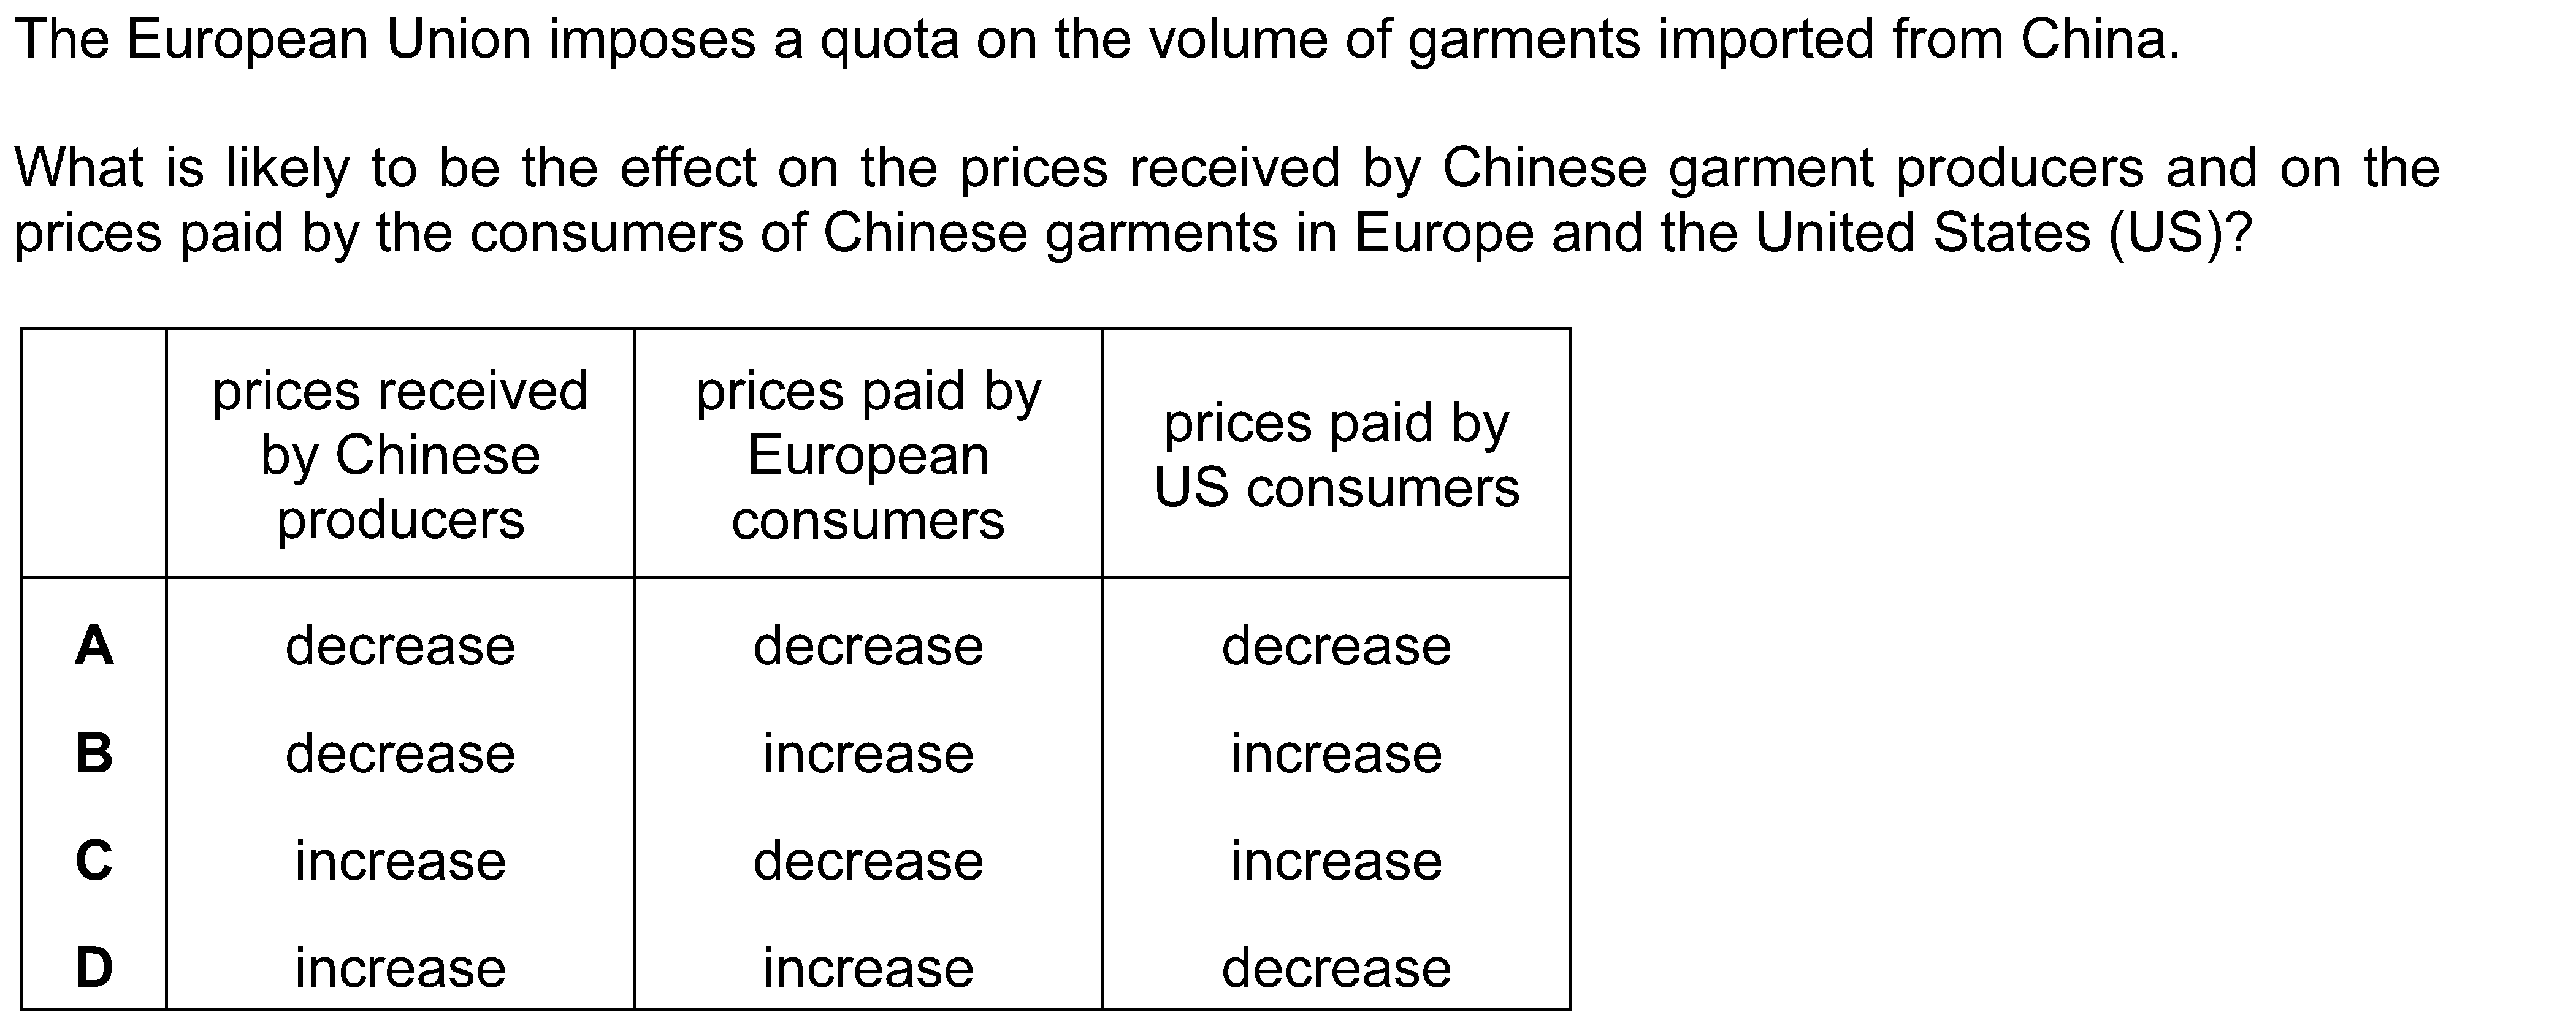 The European Union imposes a quota on the volume of garments imported from China.
What is likely to be the effect on the prices received by Chinese garment producers and on the
prices paid by the consumers of Chinese garments in Europe and the United States (US)?
prices received
by Chinese
producers
prices paid by
European
consumers
prices paid by
US consumers
A decrease decrease decrease
B decrease increase increase
C increase decrease increase
D increase increase decrease